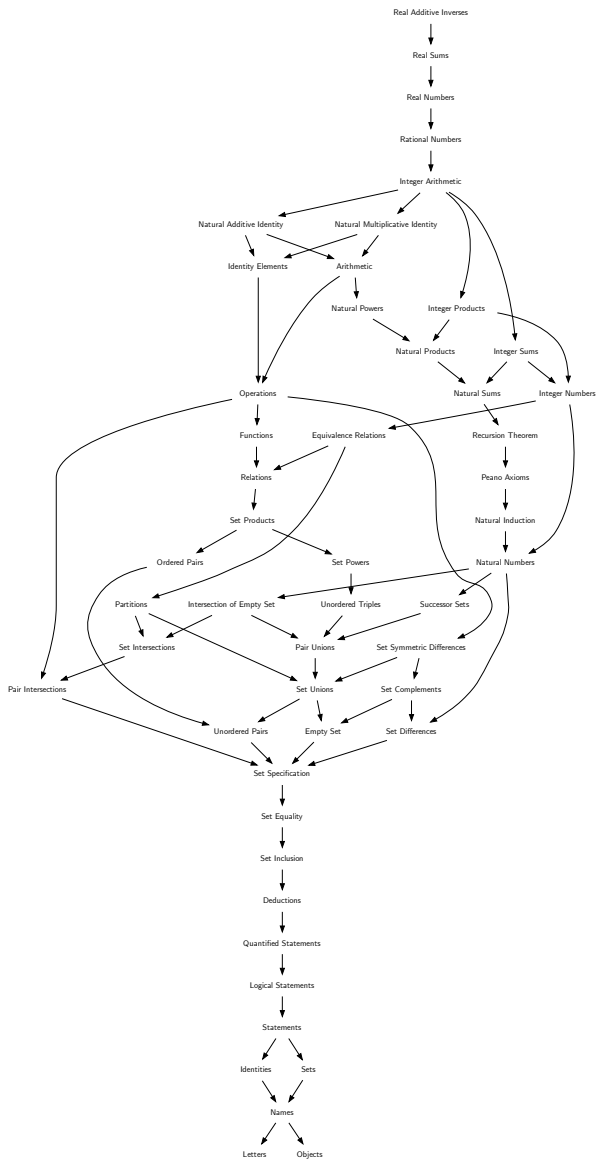 Real Additive Inverses
Real Sums
Real Numbers
Rational Numbers
Integer Arithmetic
Natural Additive Identity
Natural Multiplicative Identity
Identity Elements
Arithmetic
Natural Powers
Integer Products
Natural Products
Integer Sums
Operations
Natural Sums
Integer Numbers
Functions
Equivalence Relations
Recursion Theorem
Relations
Peano Axioms
Set Products
Natural Induction
Ordered Pairs
Set Powers
Natural Numbers
Partitions
Intersection of Empty Set
Unordered Triples
Successor Sets
Set Intersections
Pair Unions
Set Symmetric Differences
Pair Intersections
Set Unions
Set Complements
Unordered Pairs
Empty Set
Set Differences
Set Specification
Set Equality
Set Inclusion
Deductions
Quantified Statements
Logical Statements
Statements
Identities
Sets
Names
Letters
Objects